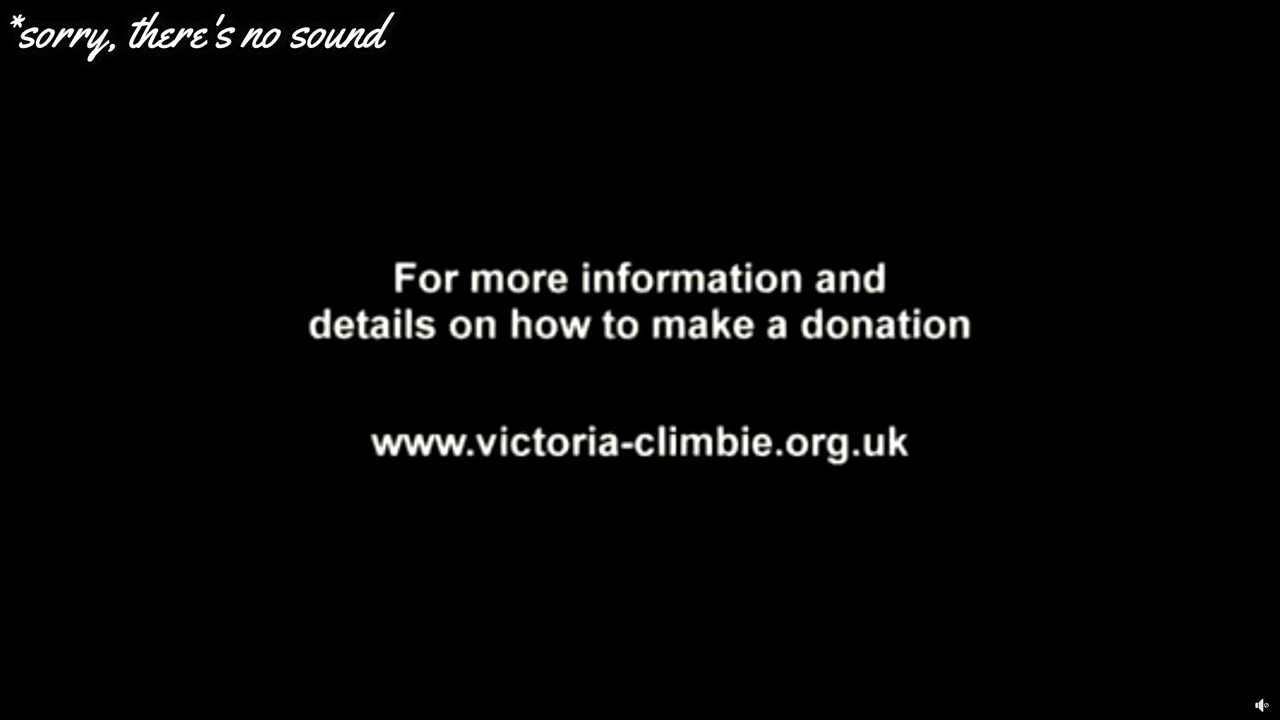 *sorry, there's no sound
For more information and
details on how to make a donation
www.victoria-climbie.org.uk